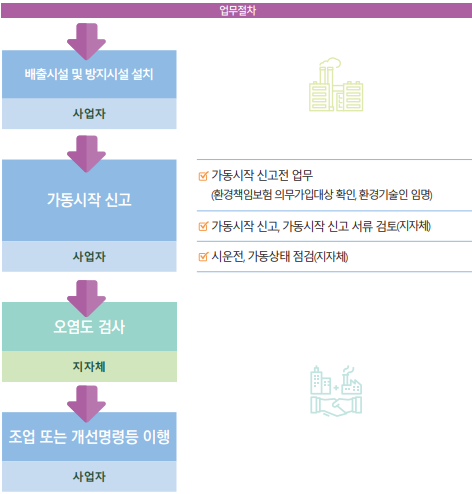 업무절차
배출시설 및 방지시설 설치
사업자
가동시작 신고
사업자
가동시작 신고전 업무
(환경책임보험 의무가입대상 확인, 환경기술인 임명)
가동시작 신고, 가동시작 신고 서류 검토(지자체)
시운전, 가동상태 점검(지자체)
오염도 검사
지자체
조업 또는 개선명령등 이행
사업자